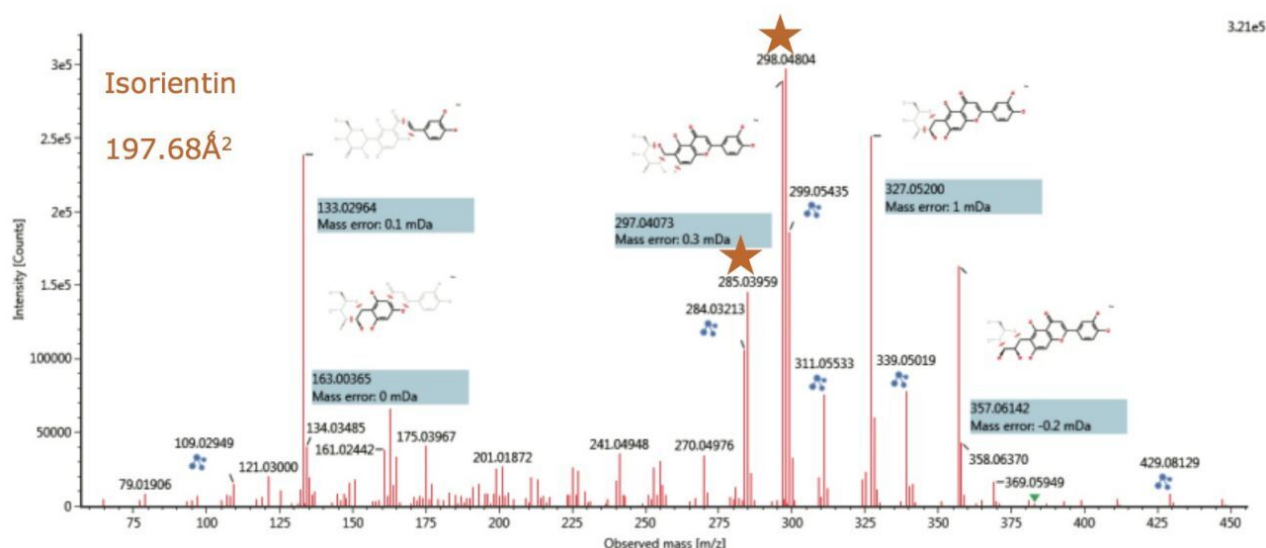 3.21e5
3e5
2.5e5
2e5
1.5e5
100000
50000
0
Intensity [Counts]
Isorientin
197.68Å²
298.04804
133.02964
Mass error: 0.1 mDa
297.04073
Mass error: 0.3 mDa
299.05435
327.05200
Mass error: 1 mDa
285.03959
284.03213
163.00365
Mass error: 0 mDa
311.05533
339.05019
357.06142
Mass error: -0.2 mDa
109.02949
134.03485
161.02442
175.03967
241.04948
270.04976
358.06370
79.01906
121.03000
201.01872
369.05949
429.08129
75 100 125 150 175 200 225 250 275 300 325 350 375 400 425 450
Observed mass [m/z]